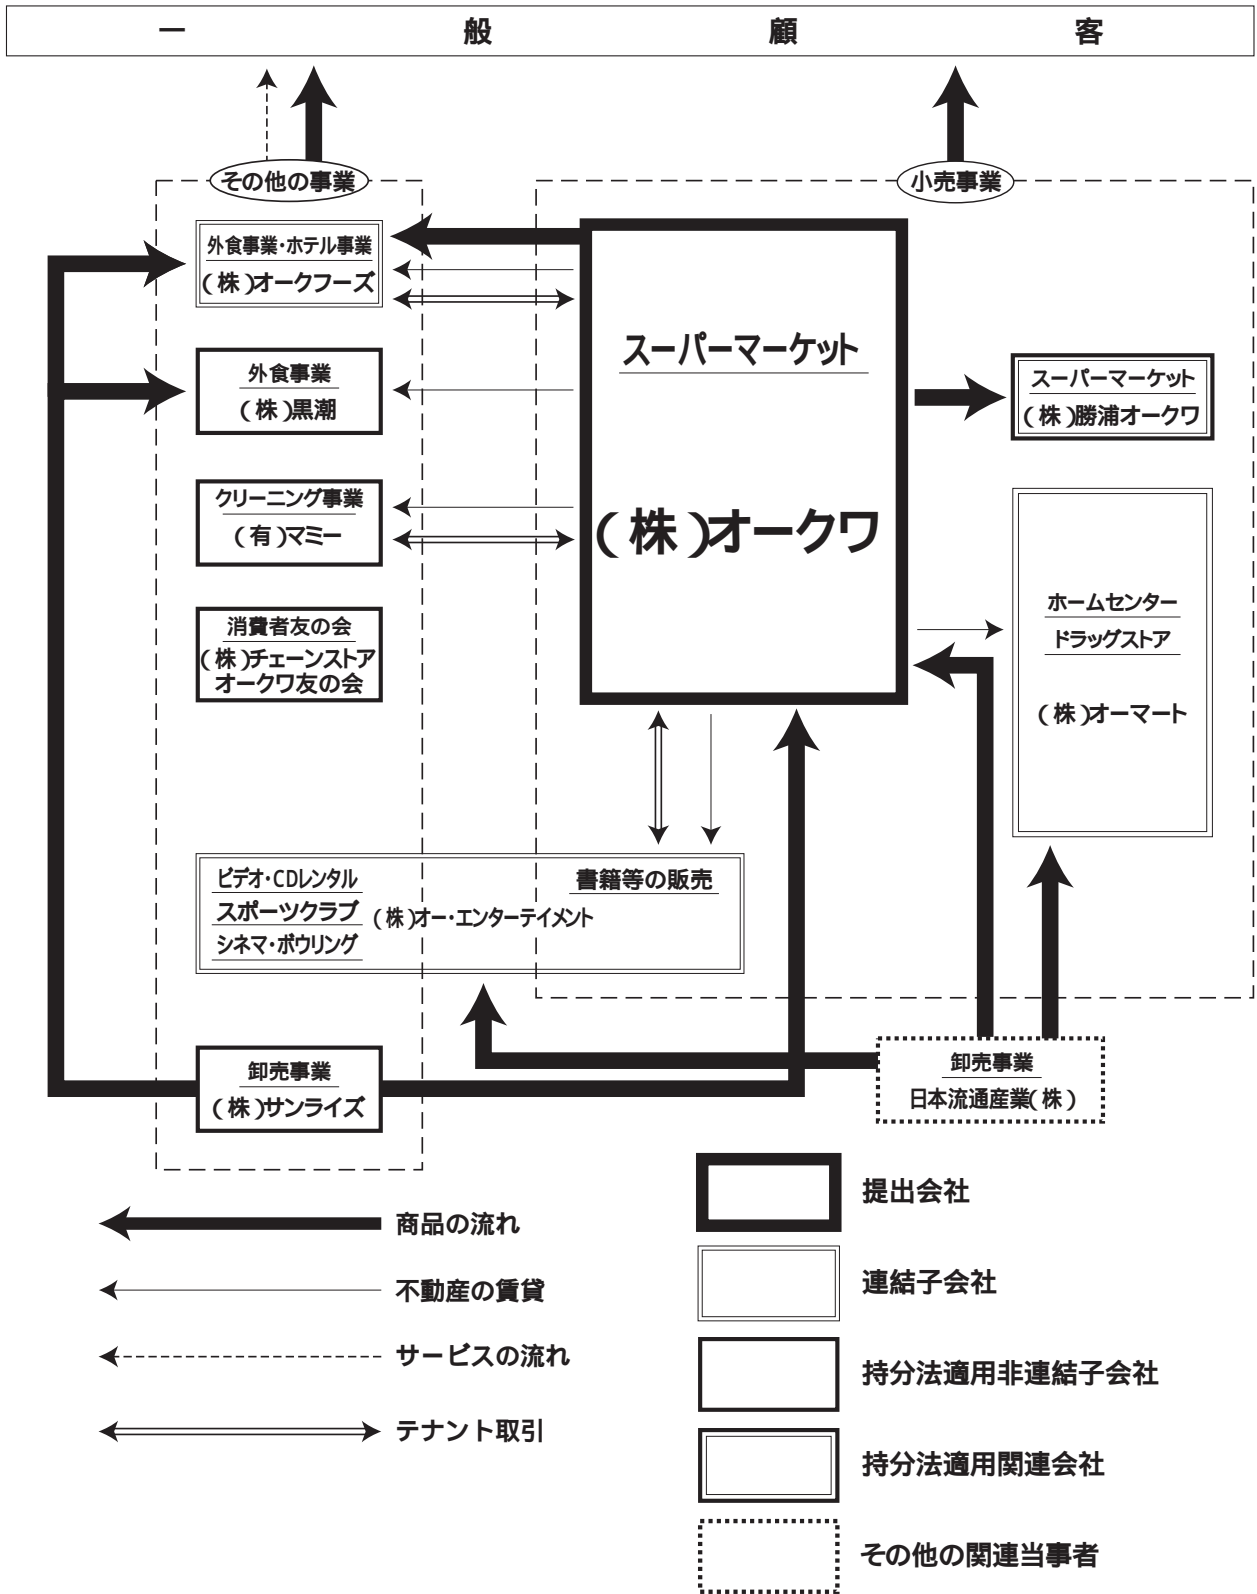 一般顧客
その他の事業
小売事業
外食事業・ホテル事業
(株)オークフーズ
外食事業
(株)黒潮
クリーニング事業
(有)マミー
消費者友の会
(株)チェーンストア
オークワ友の会
スーパーマーケット
(株)オークワ
スーパーマーケット
(株)勝浦オークワ
ホームセンター
ドラッグストア
(株)オーマート
ビデオ・CDレンタル
スポーツクラブ
シネマ・ボウリング
(株)オー・エンターテイメント
書籍等の販売
卸売事業
(株)サンライズ
卸売事業
日本流通産業(株)
商品の流れ
不動産の賃貸
サービスの流れ
テナント取引
提出会社
連結子会社
持分法適用非連結子会社
持分法適用関連会社
その他の関連当事者